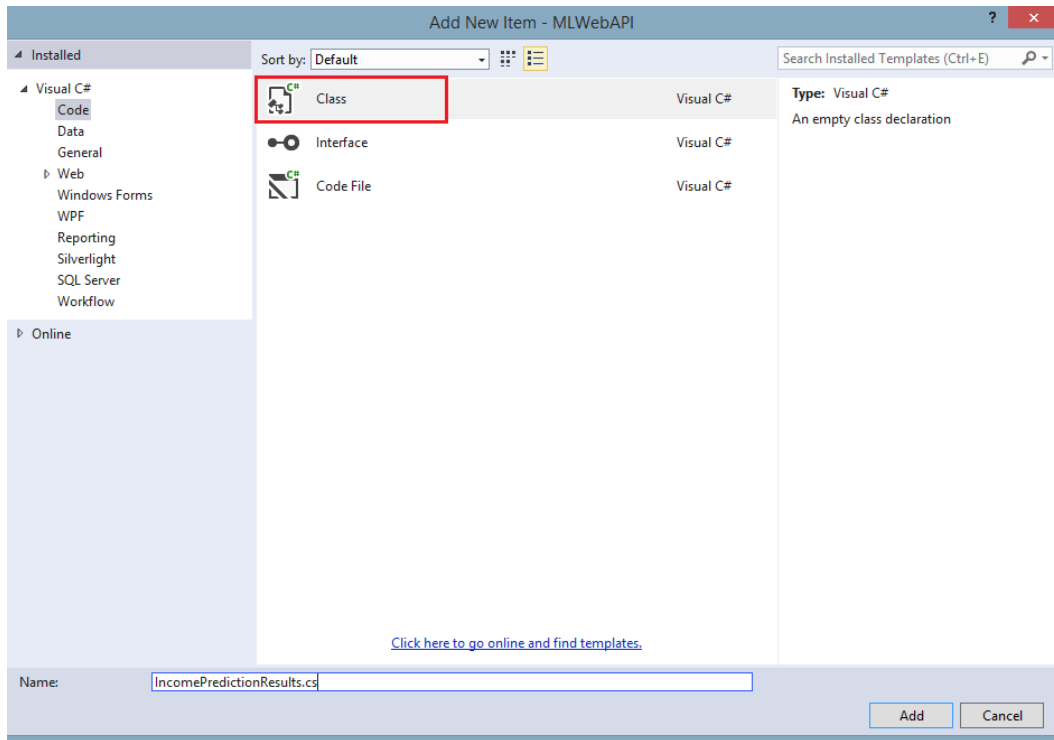 Add New Item - MLWebAPI
?
×
Installed
Sort by: Default
Search Installed Templates (Ctrl+E)
Visual C#
Code
Data
General
Web
Windows Forms
WPF
Reporting
Silverlight
SQL Server
Workflow
Online
C# Class Visual C#
Interface Visual C#
C# Code File Visual C#
Type: Visual C#
An empty class declaration
Click here to go online and find templates.
Name: IncomePredictionResults.cs
Add Cancel